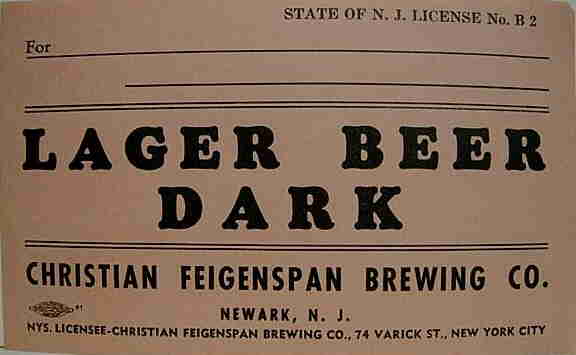 STATE OF N. J. LICENSE No. B 2
For
LAGER BEER
DARK
CHRISTIAN FEIGENSPAN BREWING CO.
NEWARK, N. J.
NYS. LICENSEE-CHRISTIAN FEIGENSPAN BREWING CO., 74 VARICK ST., NEW YORK CITY